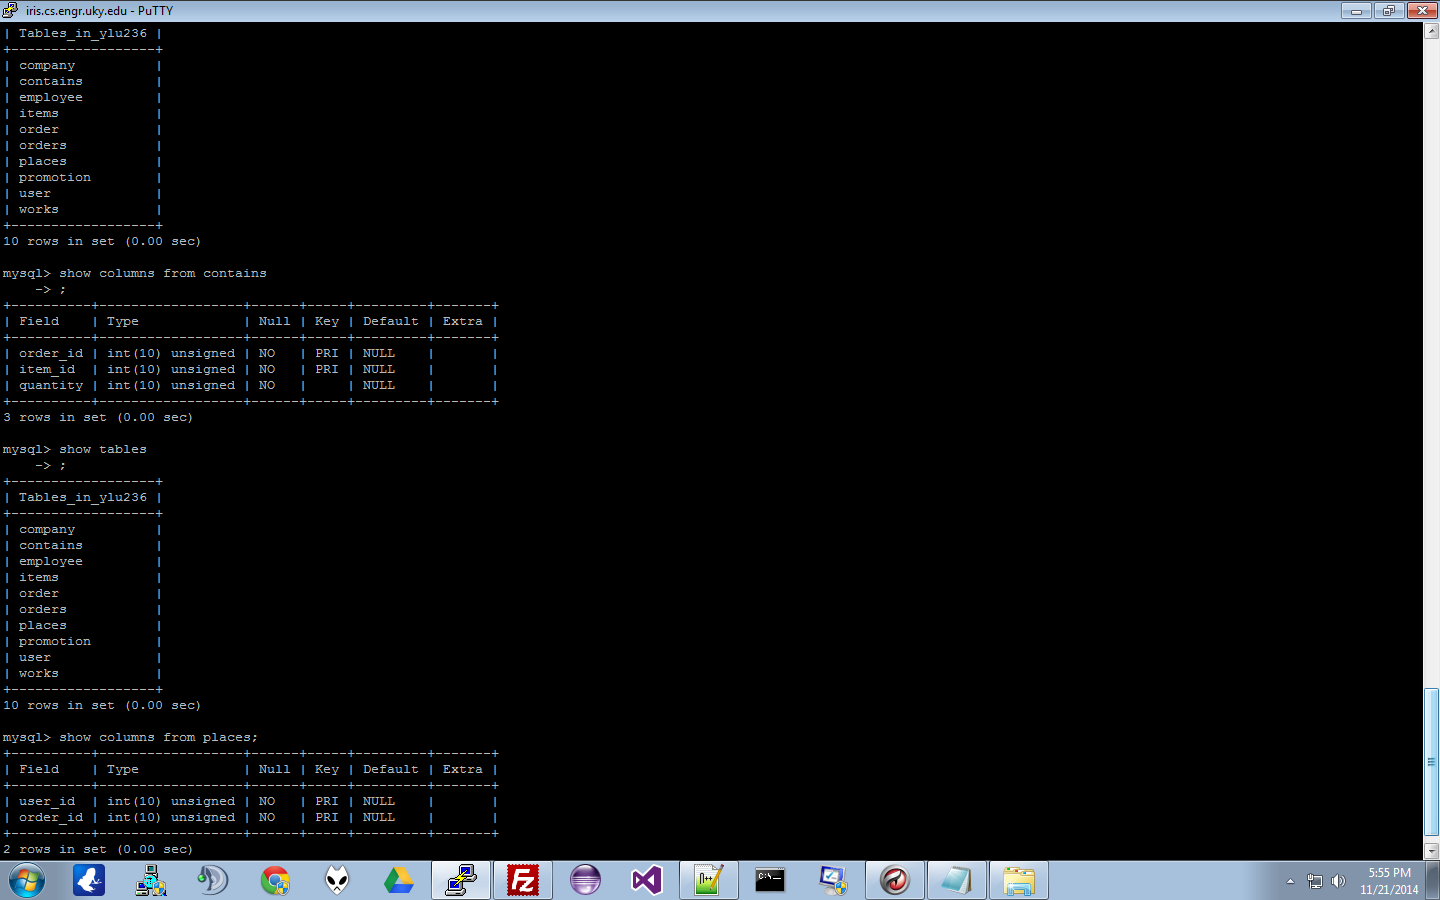 iris.cs.engr.uky.edu - PuTTY
| Tables_in_ylu236 |
+------------------+
| company          |
| contains         |
| employee         |
| items            |
| order            |
| orders           |
| places           |
| promotion        |
| user             |
| works            |
+------------------+
10 rows in set (0.00 sec)
mysql> show columns from contains
    -> ;
+----------+------------------+------+-----+---------+-------+
| Field    | Type             | Null | Key | Default | Extra |
+----------+------------------+------+-----+---------+-------+
| order_id | int(10) unsigned | NO   | PRI | NULL    |       |
| item_id  | int(10) unsigned | NO   | PRI | NULL    |       |
| quantity | int(10) unsigned | NO   |     | NULL    |       |
+----------+------------------+------+-----+---------+-------+
3 rows in set (0.00 sec)
mysql> show tables
    -> ;
+------------------+
| Tables_in_ylu236 |
+------------------+
| company          |
| contains         |
| employee         |
| items            |
| order            |
| orders           |
| places           |
| promotion        |
| user             |
| works            |
+------------------+
10 rows in set (0.00 sec)
mysql> show columns from places;
+----------+------------------+------+-----+---------+-------+
| Field    | Type             | Null | Key | Default | Extra |
+----------+------------------+------+-----+---------+-------+
| user_id  | int(10) unsigned | NO   | PRI | NULL    |       |
| order_id | int(10) unsigned | NO   | PRI | NULL    |       |
+----------+------------------+------+-----+---------+-------+
2 rows in set (0.00 sec)
Fz
n++
C:\_
5:55 PM
11/21/2014